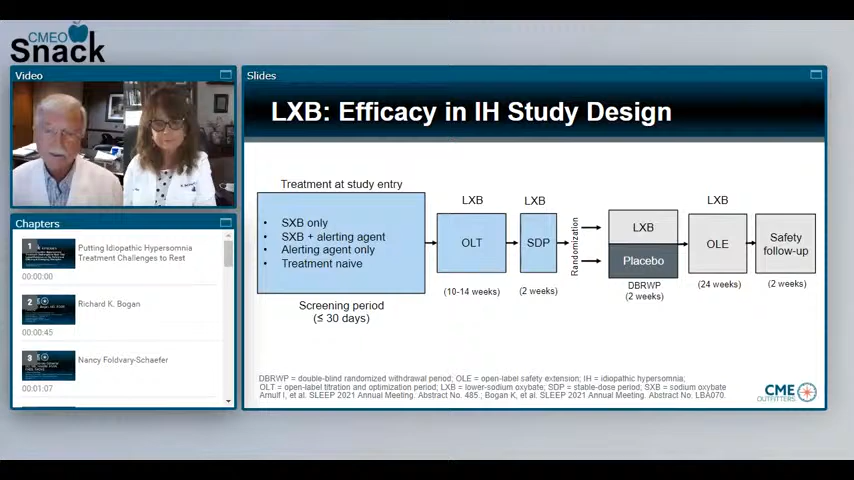 CMEO
Snack
Video
Chapters
1
Putting Idiopathic Hypersomnia
Treatment Challenges to Rest
00:00:00
2
Richard K. Bogan
00:00:45
3
Nancy Foldvary-Schaefer
00:01:07
Slides
LXB: Efficacy in IH Study Design
Treatment at study entry
• SXB only
• SXB + alerting agent
• Alerting agent only
• Treatment naive
Screening period
(≤ 30 days)
LXB
OLT
(10-14 weeks)
LXB
SDP
(2 weeks)
Randomization
LXB
Placebo
DBRWP
(2 weeks)
LXB
OLE
(24 weeks)
Safety
follow-up
(2 weeks)
DBRWP = double-blind randomized withdrawal period; OLE = open-label safety extension; IH = idiopathic hypersomnia;
OLT = open-label titration and optimization period; LXB = lower-sodium oxybate; SDP = stable-dose period, SXB = sodium oxybate
Arnulf I, et al. SLEEP 2021 Annual Meeting. Abstract No. 485., Bogan K, et al. SLEEP 2021 Annual Meeting. Abstract No. LBA070.
CME
OUTFITTERS